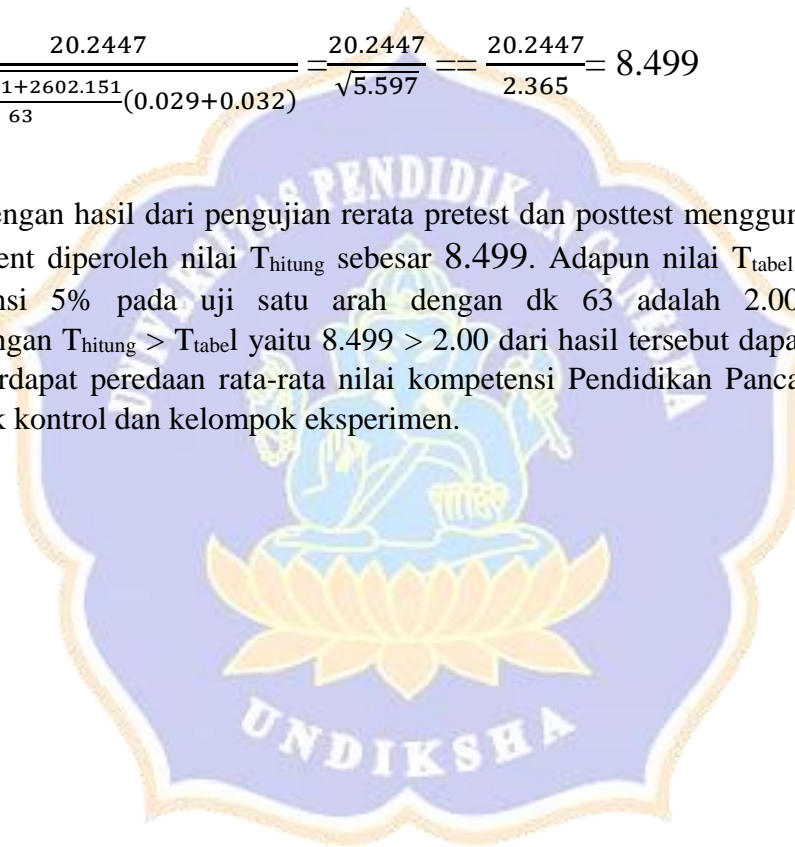 20.2447 / √(1+2602.151 / 63 (0.029+0.032)) = 20.2447 / √5.597 == 20.2447 / 2.365 = 8.499
engan hasil dari pengujian rerata pretest dan posttest menggun
ent diperoleh nilai Thitung sebesar 8.499. Adapun nilai Ttabel
nsi 5% pada uji satu arah dengan dk 63 adalah 2.00
ngan Thitung > Ttabel yaitu 8.499 > 2.00 dari hasil tersebut dapa
rdapat peredaan rata-rata nilai kompetensi Pendidikan Panca
k kontrol dan kelompok eksperimen.
UNIVERSITAS PENDIDIKAN GANESHA
UNDIKSHA